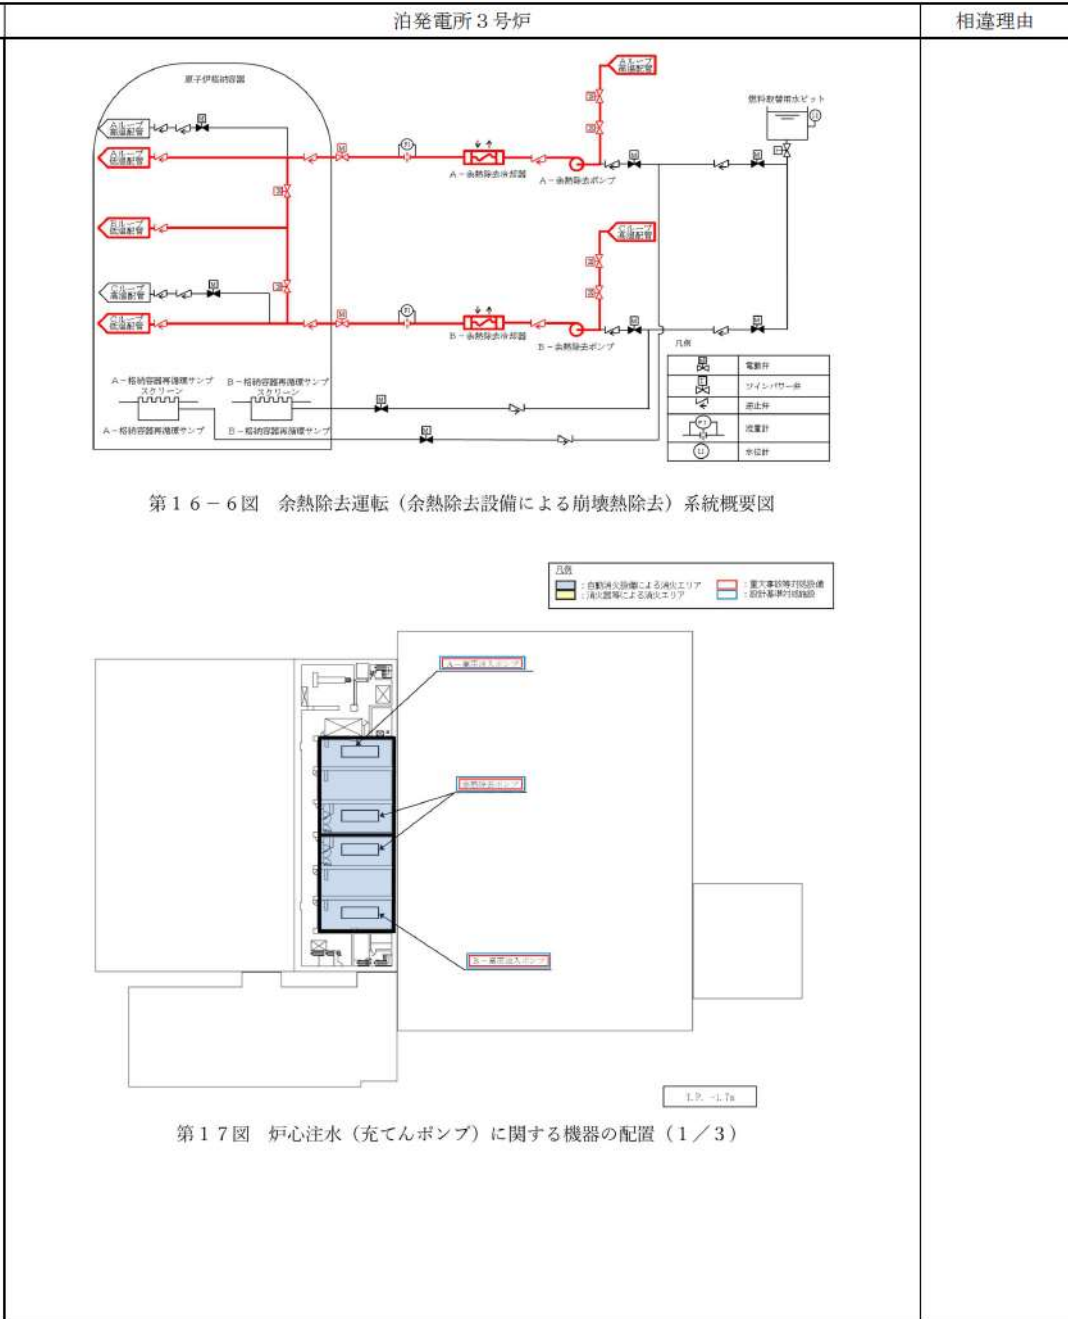 泊発電所３号炉
相違理由
原子炉格納容器
Aループ
高温配管
Aループ
高温配管
Aループ
低温配管
Bループ
低温配管
Cループ
高温配管
Cループ
高温配管
Cループ
低温配管
燃料取替用水ピット
A－余熱除去冷却器
A－余熱除去ポンプ
B－余熱除去冷却器
B－余熱除去ポンプ
A－格納容器再循環サンプ
スクリーン
B－格納容器再循環サンプ
スクリーン
A－格納容器再循環サンプ
B－格納容器再循環サンプ
凡例
電動弁
ツインパワー弁
逆止弁
流量計
水位計
第１６－６図　余熱除去運転（余熱除去設備による崩壊熱除去）系統概要図
凡例
：自動消火設備による消火エリア
：重大事故等対処設備
：消火器等による消火エリア
：設計基準対処施設
A－高圧注入ポンプ
余熱除去ポンプ
B－高圧注入ポンプ
T.P. -1.7m
第１７図　炉心注水（充てんポンプ）に関する機器の配置（１／３）